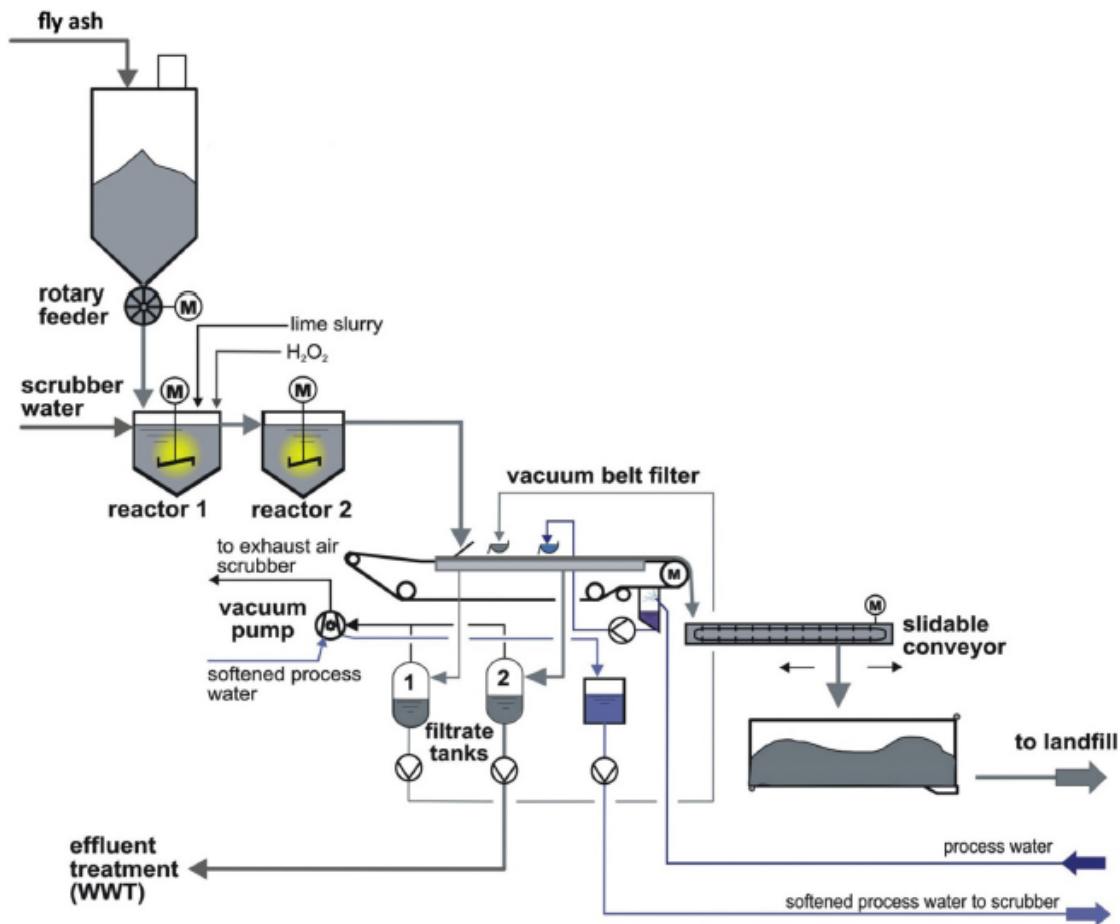 fly ash
rotary
feeder
M
lime slurry
H₂O₂
scrubber
water
M
M
reactor 1
reactor 2
vacuum belt filter
to exhaust air
scrubber
M
vacuum
pump
softened process
water
1
2
filtrate
tanks
M
slidable
conveyor
to landfill
effluent
treatment
(WWT)
process water
softened process water to scrubber